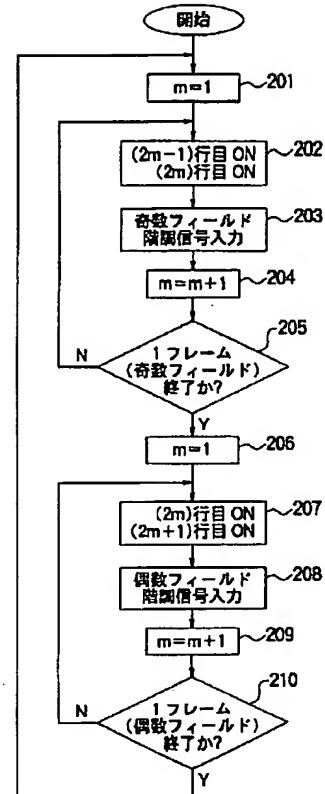 開始
m=1
201
(2m-1)行目 ON
(2m)行目 ON
202
奇数フィールド
階調信号入力
203
m=m+1
204
205
1フレーム
(奇数フィールド)
終了か?
N
Y
m=1
206
(2m)行目 ON
(2m+1)行目 ON
207
偶数フィールド
階調信号入力
208
m=m+1
209
210
1フレーム
(偶数フィールド)
終了か?
N
Y